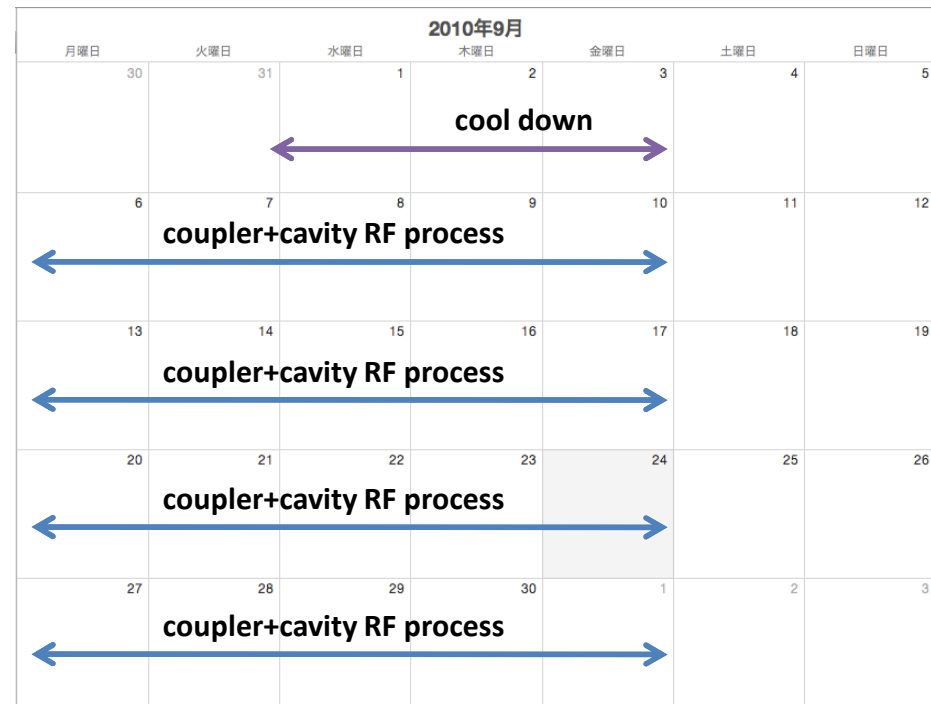 2010年9月
月曜日 火曜日 水曜日 木曜日 金曜日 土曜日 日曜日
30 31 1 2 3 4 5
cool down
6 7 8 9 10 11 12
coupler+cavity RF process
13 14 15 16 17 18 19
coupler+cavity RF process
20 21 22 23 24 25 26
coupler+cavity RF process
27 28 29 30 1 2 3
coupler+cavity RF process